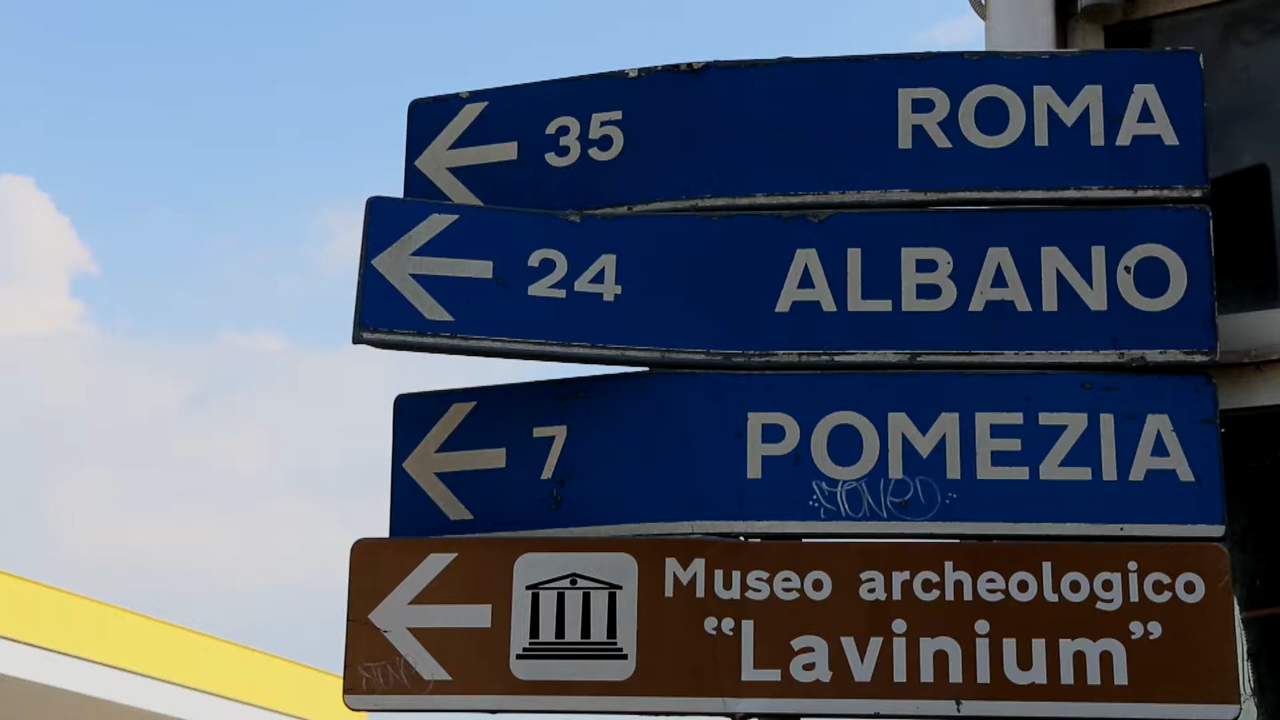 35 ROMA
24 ALBANO
7 POMEZIA
Museo archeologico
“Lavinium”